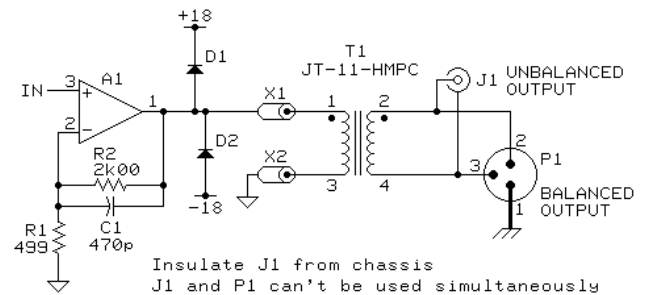 +18
D1
T1
JT-11-HMPC
J1 UNBALANCED
OUTPUT
A1
IN 3 + 1
2 -
X1
1 2
D2
R2
2k00
X2
2
3 P1
3 4
-18
1
BALANCED
OUTPUT
R1
499
C1
470p
Insulate J1 from chassis
J1 and P1 can't be used simultaneously